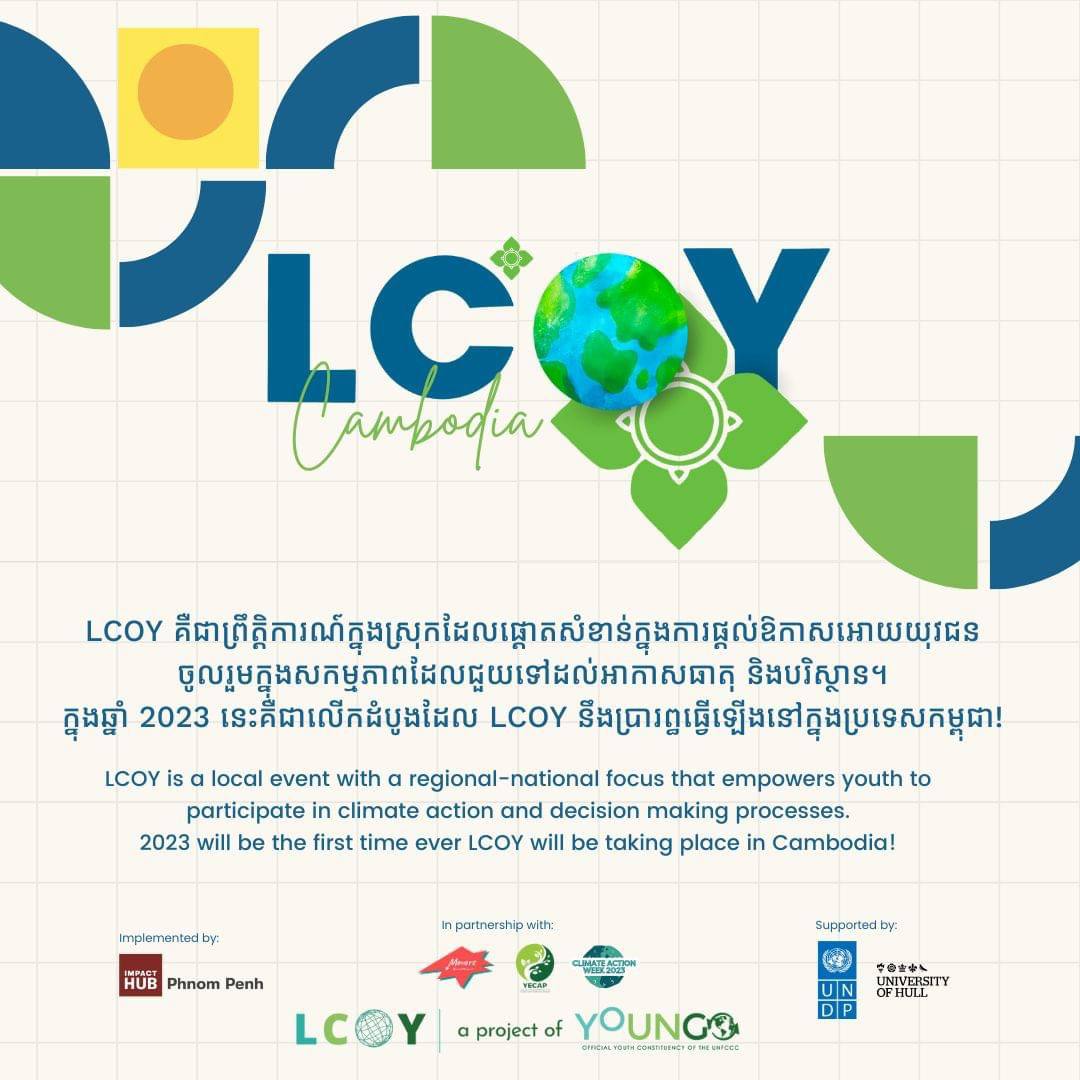 LCOY
Cambodia
LCOY គឺជាព្រឹត្តិការណ៍ក្នុងស្រុកដែលផ្តោតសំខាន់ក្នុងការផ្តល់ឱកាសអោយយុវជន
ចូលរួមក្នុងសកម្មភាពដែលជួយទៅដល់អាកាសធាតុ និងបរិស្ថាន។
ក្នុងឆ្នាំ 2023 នេះគឺជាលើកដំបូងដែល LCOY នឹងប្រារព្ធធ្វើឡើងនៅក្នុងប្រទេសកម្ពុជា!
LCOY is a local event with a regional-national focus that empowers youth to
participate in climate action and decision making processes.
2023 will be the first time ever LCOY will be taking place in Cambodia!
Implemented by:
IMPACT
HUB
Phnom Penh
In partnership with:
YECAP
CLIMATE ACTION
WEEK 2023
Supported by:
UN
DP
UNIVERSITY
OF HULL
LCOY
a project of
YOUNGO
OFFICIAL YOUTH CONSTITUENCY OF THE UNFCCC